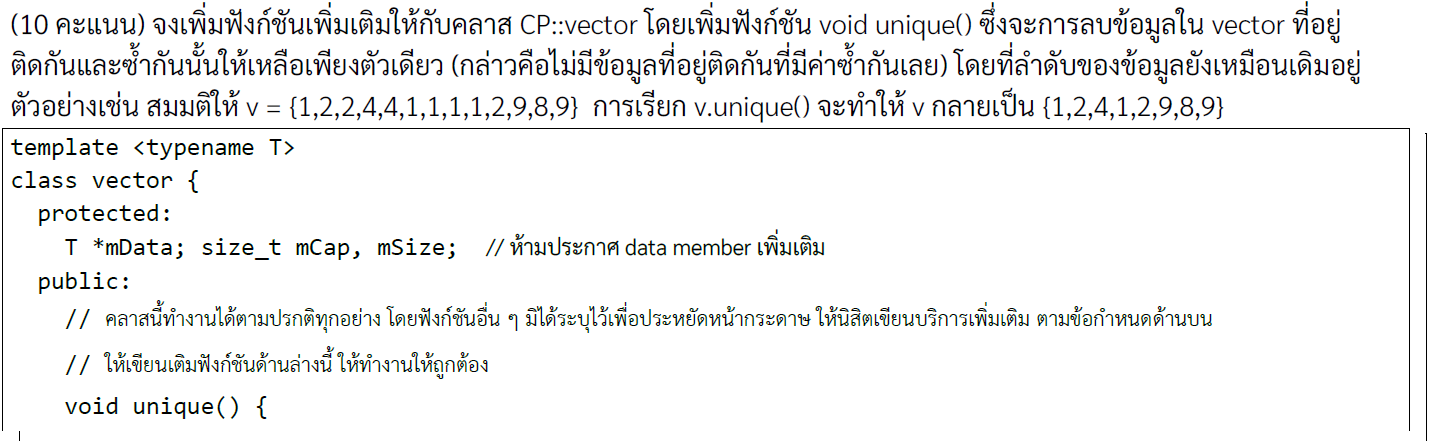 (10 คะแนน) จงเพิ่มฟังก์ชันเพิ่มเติมให้กับคลาส CP::vector โดยเพิ่มฟังก์ชัน void unique() ซึ่งจะการลบข้อมูลใน vector ที่อยู่
ติดกันและซ้ำกันนั้นให้เหลือเพียงตัวเดียว (กล่าวคือไม่มีข้อมูลที่อยู่ติดกันที่มีค่าซ้ำกันเลย) โดยที่ลำดับของข้อมูลยังเหมือนเดิมอยู่
ตัวอย่างเช่น สมมติให้ v = {1,2,2,4,4,1,1,1,1,2,9,8,9} การเรียก v.unique() จะทำให้ v กลายเป็น {1,2,4,1,2,9,8,9}
template <typename T>
class vector {
protected:
T *mData; size_t mCap, mSize; // ห้ามประกาศ data member เพิ่มเติม
public:
// คลาสนี้ทำงานได้ตามปรกติทุกอย่าง โดยฟังก์ชันอื่น ๆ มิได้ระบุไว้เพื่อประหยัดหน้ากระดาษ ให้นิสิตเขียนบริการเพิ่มเติม ตามข้อกำหนดด้านบน
// ให้เขียนเติมฟังก์ชันด้านล่างนี้ ให้ทำงานให้ถูกต้อง
void unique() {